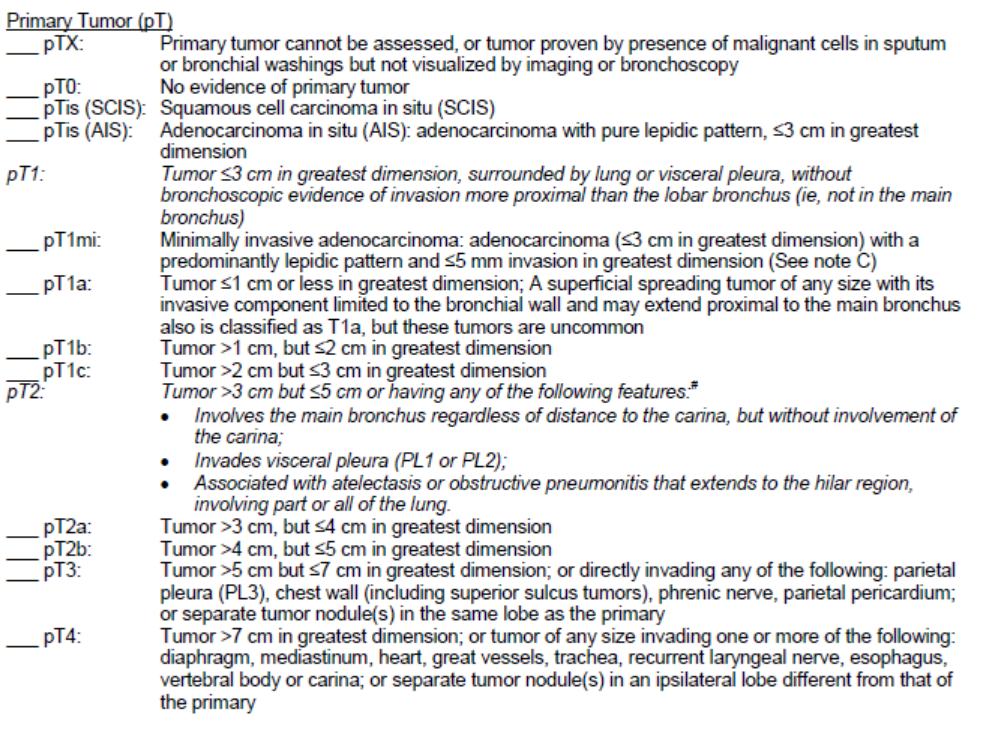 Primary Tumor (pT)
___ pTX: Primary tumor cannot be assessed, or tumor proven by presence of malignant cells in sputum
or bronchial washings but not visualized by imaging or bronchoscopy
___ pT0: No evidence of primary tumor
___ pTis (SCIS): Squamous cell carcinoma in situ (SCIS)
___ pTis (AIS): Adenocarcinoma in situ (AIS): adenocarcinoma with pure lepidic pattern, ≤3 cm in greatest
dimension
pT1: Tumor ≤3 cm in greatest dimension, surrounded by lung or visceral pleura, without
bronchoscopic evidence of invasion more proximal than the lobar bronchus (ie, not in the main
bronchus)
___ pT1mi: Minimally invasive adenocarcinoma: adenocarcinoma (≤3 cm in greatest dimension) with a
predominantly lepidic pattern and ≤5 mm invasion in greatest dimension (See note C)
___ pT1a: Tumor ≤1 cm or less in greatest dimension; A superficial spreading tumor of any size with its
invasive component limited to the bronchial wall and may extend proximal to the main bronchus
also is classified as T1a, but these tumors are uncommon
___ pT1b: Tumor >1 cm, but ≤2 cm in greatest dimension
___ pT1c: Tumor >2 cm but ≤3 cm in greatest dimension
pT2: Tumor >3 cm but ≤5 cm or having any of the following features:#
• Involves the main bronchus regardless of distance to the carina, but without involvement of
the carina;
• Invades visceral pleura (PL1 or PL2);
• Associated with atelectasis or obstructive pneumonitis that extends to the hilar region,
involving part or all of the lung.
___ pT2a: Tumor >3 cm, but ≤4 cm in greatest dimension
___ pT2b: Tumor >4 cm, but ≤5 cm in greatest dimension
___ pT3: Tumor >5 cm but ≤7 cm in greatest dimension; or directly invading any of the following: parietal
pleura (PL3), chest wall (including superior sulcus tumors), phrenic nerve, parietal pericardium;
or separate tumor nodule(s) in the same lobe as the primary
___ pT4: Tumor >7 cm in greatest dimension; or tumor of any size invading one or more of the following:
diaphragm, mediastinum, heart, great vessels, trachea, recurrent laryngeal nerve, esophagus,
vertebral body or carina; or separate tumor nodule(s) in an ipsilateral lobe different from that of
the primary